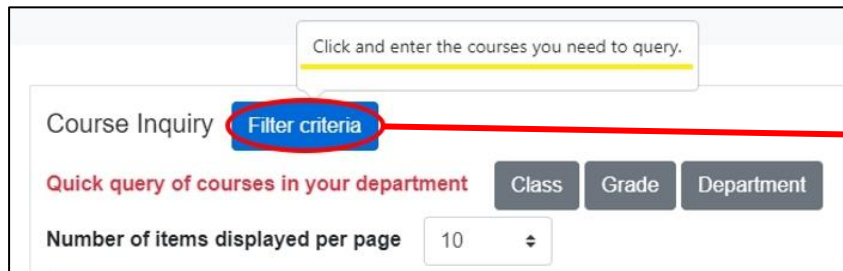 Click and enter the courses you need to query.
Course Inquiry Filter criteria
Quick query of courses in your department Class Grade Department
Number of items displayed per page 10